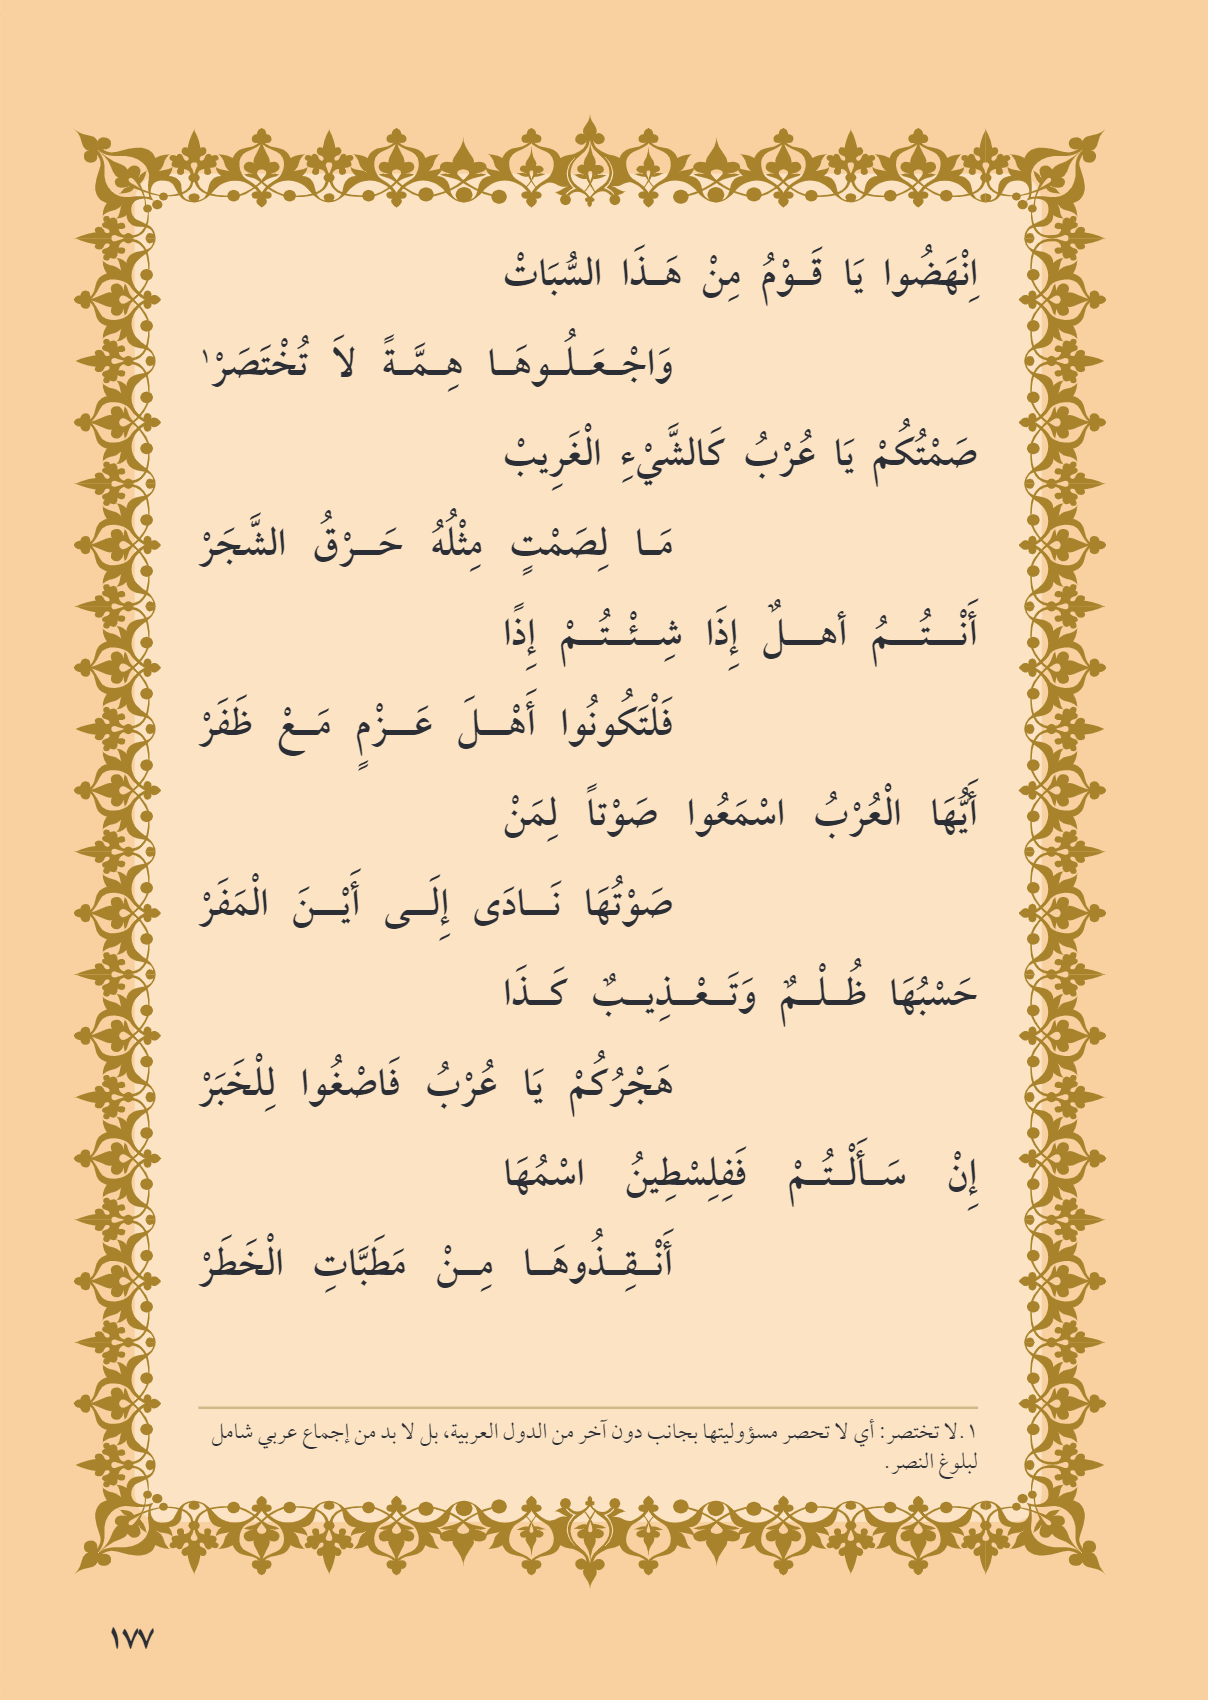 اِنْهَضُوا يَا قَـوْمُ مِنْ هَـذَا السُّبَاتْ
وَاجْـعَـلُـوهَـا هِـمَّـةً لاَ تُخْتَصَرْ١
صَمْتُكُمْ يَا عُرْبُ كَالشَّيْءِ الْغَرِيبْ
مَـا لِصَمْتٍ مِثْلُهُ حَـرْقُ الشَّجَرْ
أَنْـتُـمُ أهـلٌ إِذَا شِـئْـتُـمْ إِذًا
فَلْتَكُونُوا أَهْـلَ عَـزْمٍ مَـعْ ظَفَرْ
أَيُّهَا الْعُرْبُ اسْمَعُوا صَوْتاً لِمَنْ
صَوْتُهَا نَـادَى إِلَـى أَيْـنَ الْمَفَرْ
حَسْبُهَا ظُـلْـمٌ وَتَـعْـذِيـبٌ كَـذَا
هَجْرُكُمْ يَا عُرْبُ فَاصْغُوا لِلْخَبَرْ
إِنْ سَـأَلْـتُـمْ فَفِلِسْطِينُ اسْمُهَا
أَنْـقِـذُوهَـا مِـنْ مَطَبَّاتِ الْخَطَرْ
١.لا تختصر: أي لا تحصر مسؤوليتها بجانب دون آخر من الدول العربية، بل لا بد من إجماع عربي شامل
لبلوغ النصر.
١٧٧